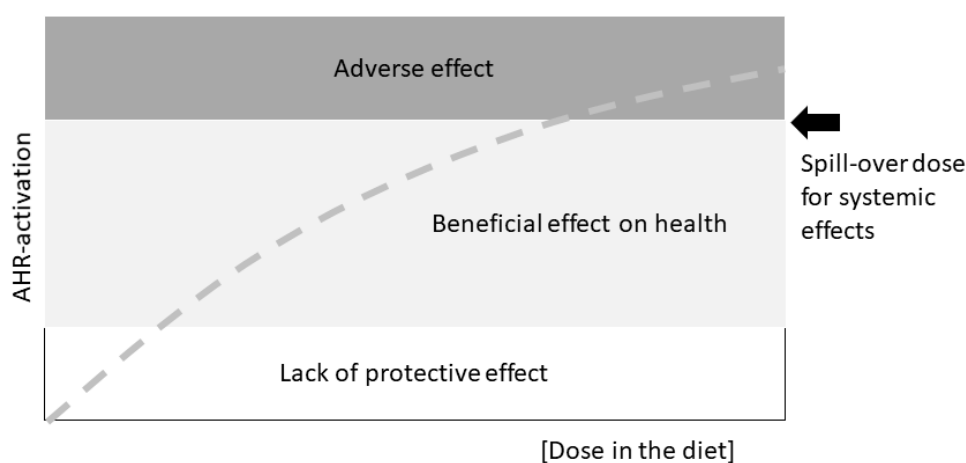 Adverse effect
AHR-activation
Beneficial effect on health
Spill-over dose
for systemic
effects
Lack of protective effect
[Dose in the diet]